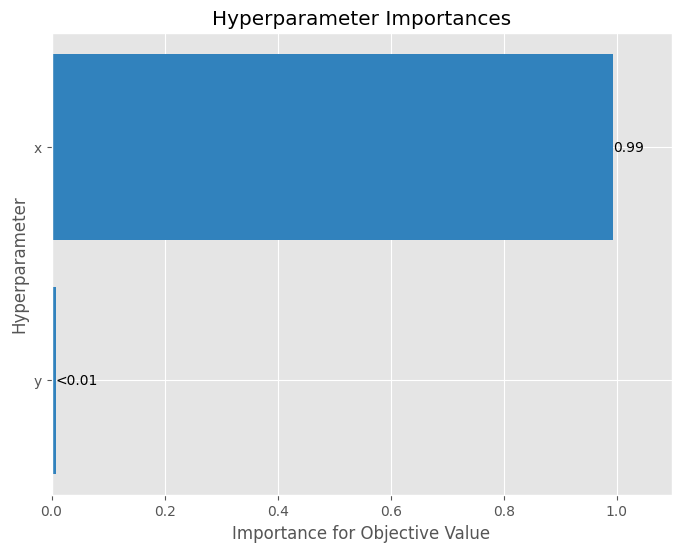 Hyperparameter Importances
Hyperparameter
x
0.99
y
<0.01
0.0
0.2
0.4
0.6
0.8
1.0
Importance for Objective Value